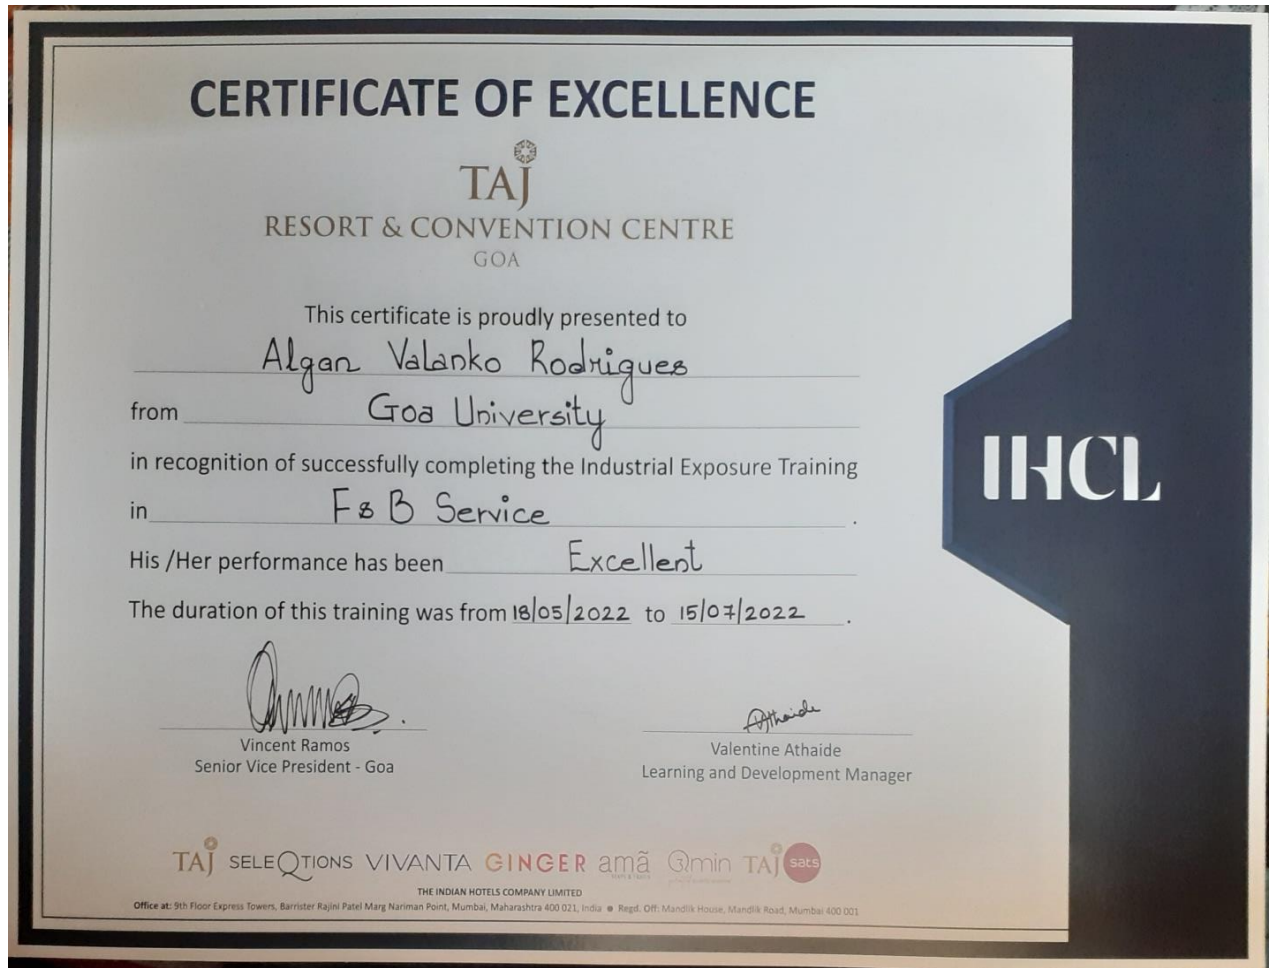 CERTIFICATE OF EXCELLENCE
TAJ
RESORT & CONVENTION CENTRE
GOA
This certificate is proudly presented to
Algan Valanko Rodrigues
from Goa University
in recognition of successfully completing the Industrial Exposure Training
in F & B Service .
His /Her performance has been Excellent
The duration of this training was from 18/05/2022 to 15/07/2022 .
IHCL
Athaide
Vincent Ramos
Senior Vice President - Goa
Valentine Athaide
Learning and Development Manager
TAJ SELEQTIONS VIVANTA GINGER amã Qmin TAJ sats
THE INDIAN HOTELS COMPANY LIMITED
Office at: 9th Floor Express Towers, Barrister Rajini Patel Marg Nariman Point, Mumbai, Maharashtra 400 021, India ● Regd. Off: Mandlik House, Mandlik Road, Mumbai 400 001